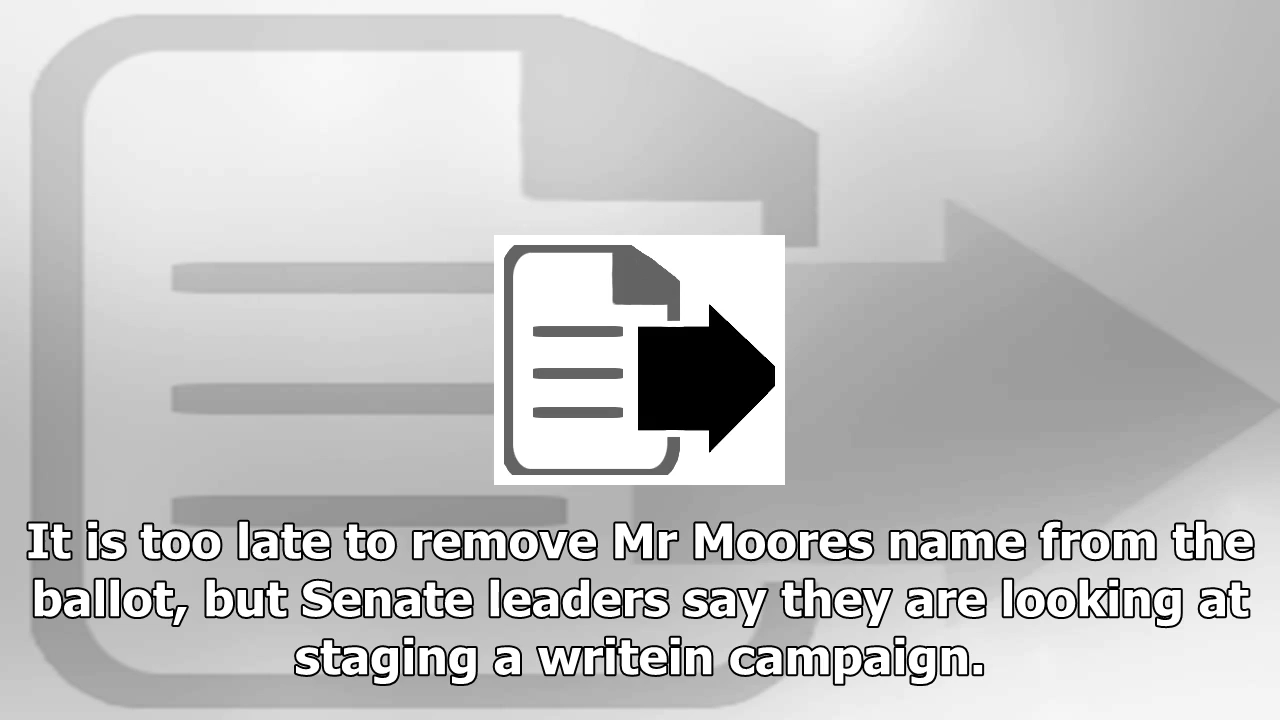 It is too late to remove Mr Moores name from the
ballot, but Senate leaders say they are looking at
staging a writein campaign.